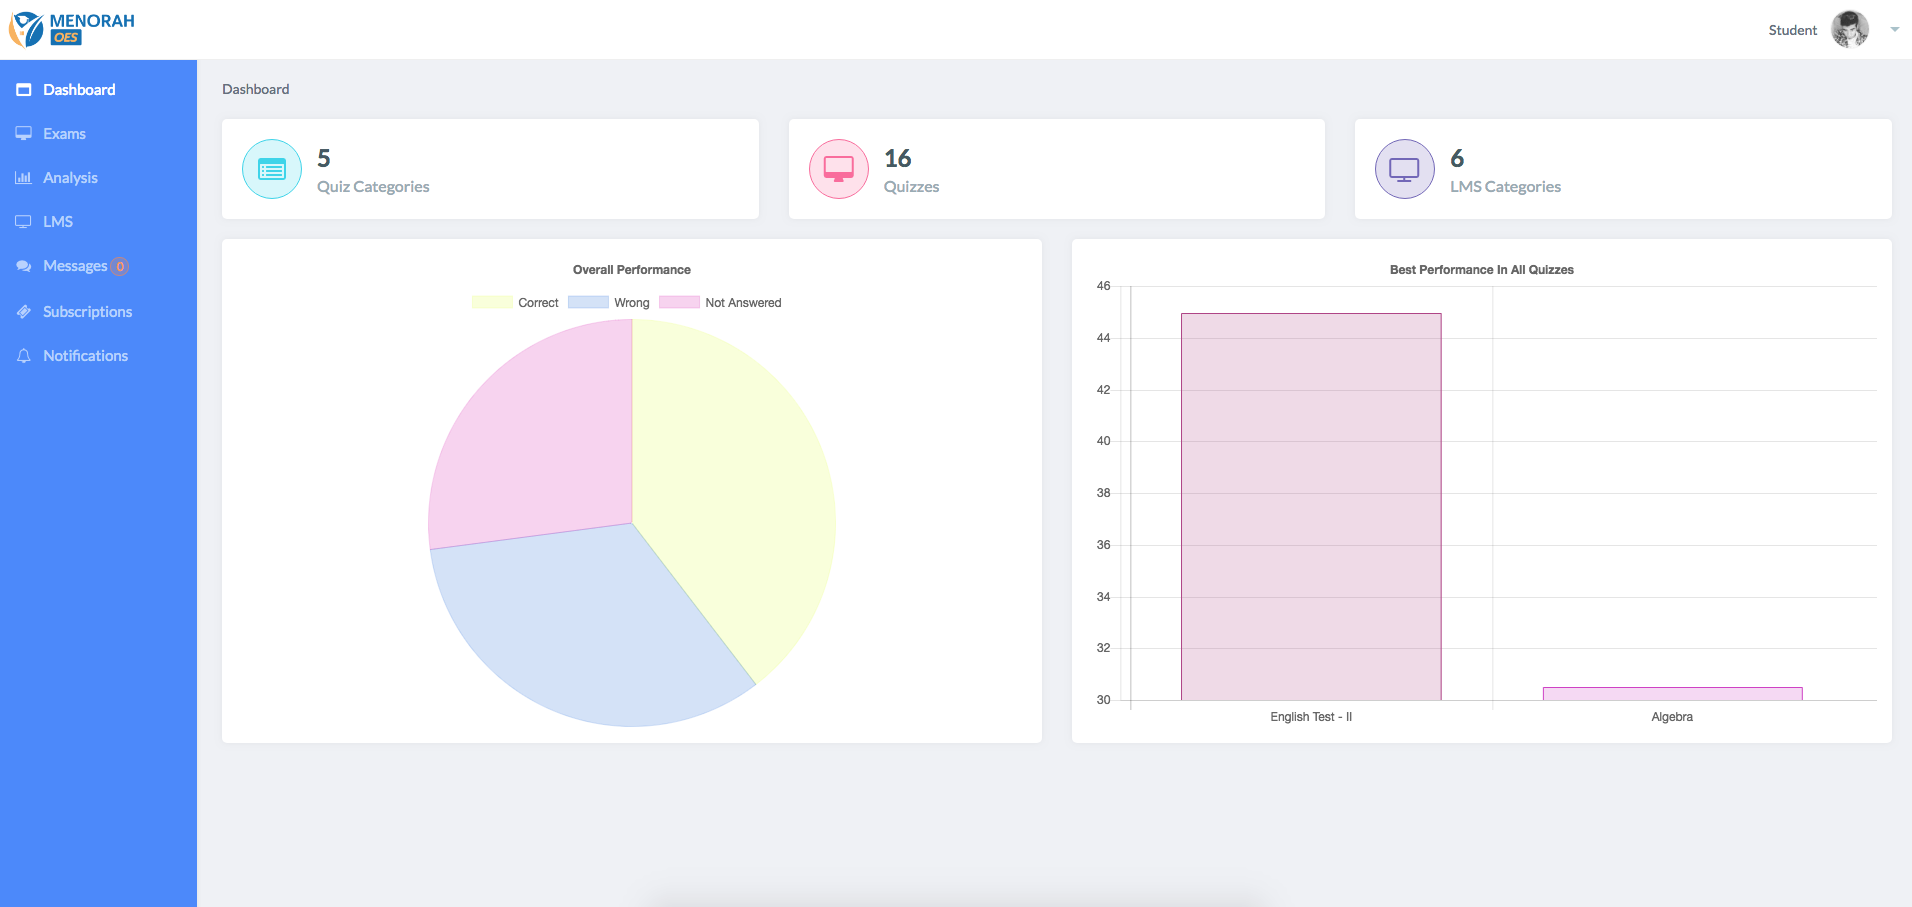 MENORAH
OES
Student
Dashboard
Exams
Analysis
LMS
Messages 0
Subscriptions
Notifications
Dashboard
5
Quiz Categories
16
Quizzes
6
LMS Categories
Overall Performance
Correct Wrong Not Answered
Best Performance In All Quizzes
46
44
42
40
38
36
34
32
30
English Test - II Algebra